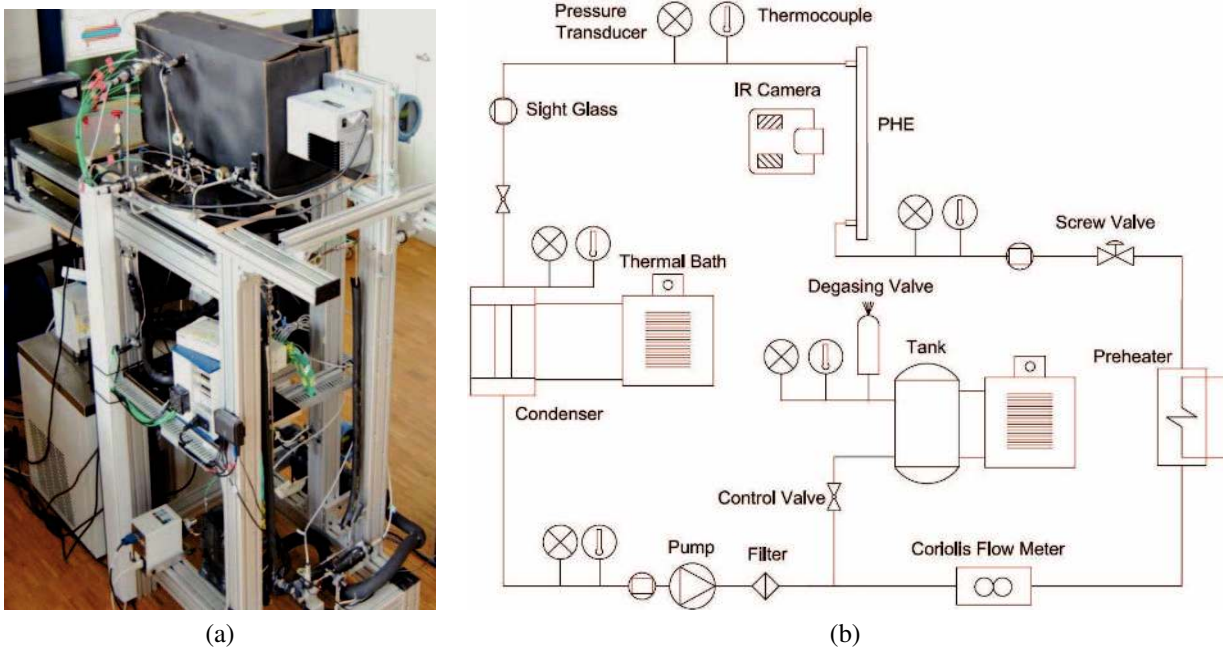 Pressure
Transducer
Thermocouple
IR Camera
Sight Glass
PHE
Screw Valve
Thermal Bath
Degasing Valve
Tank
Preheater
Condenser
Control Valve
Pump
Filter
Coriolis Flow Meter
(a)
(b)